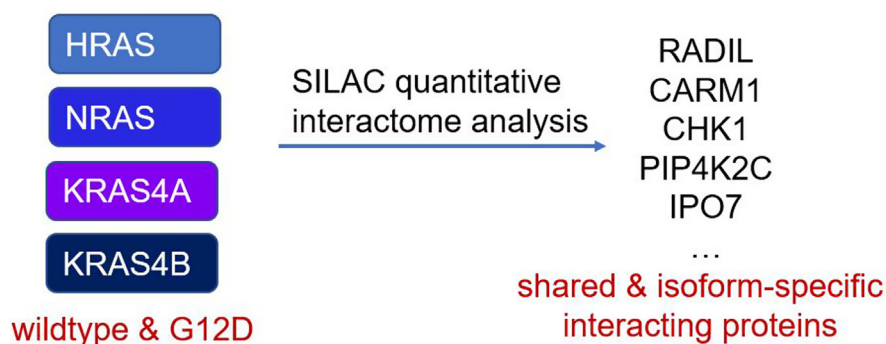 HRAS
NRAS
KRAS4A
KRAS4B
wildtype & G12D
SILAC quantitative
interactome analysis
RADIL
CARM1
CHK1
PIP4K2C
IPO7
...
shared & isoform-specific
interacting proteins